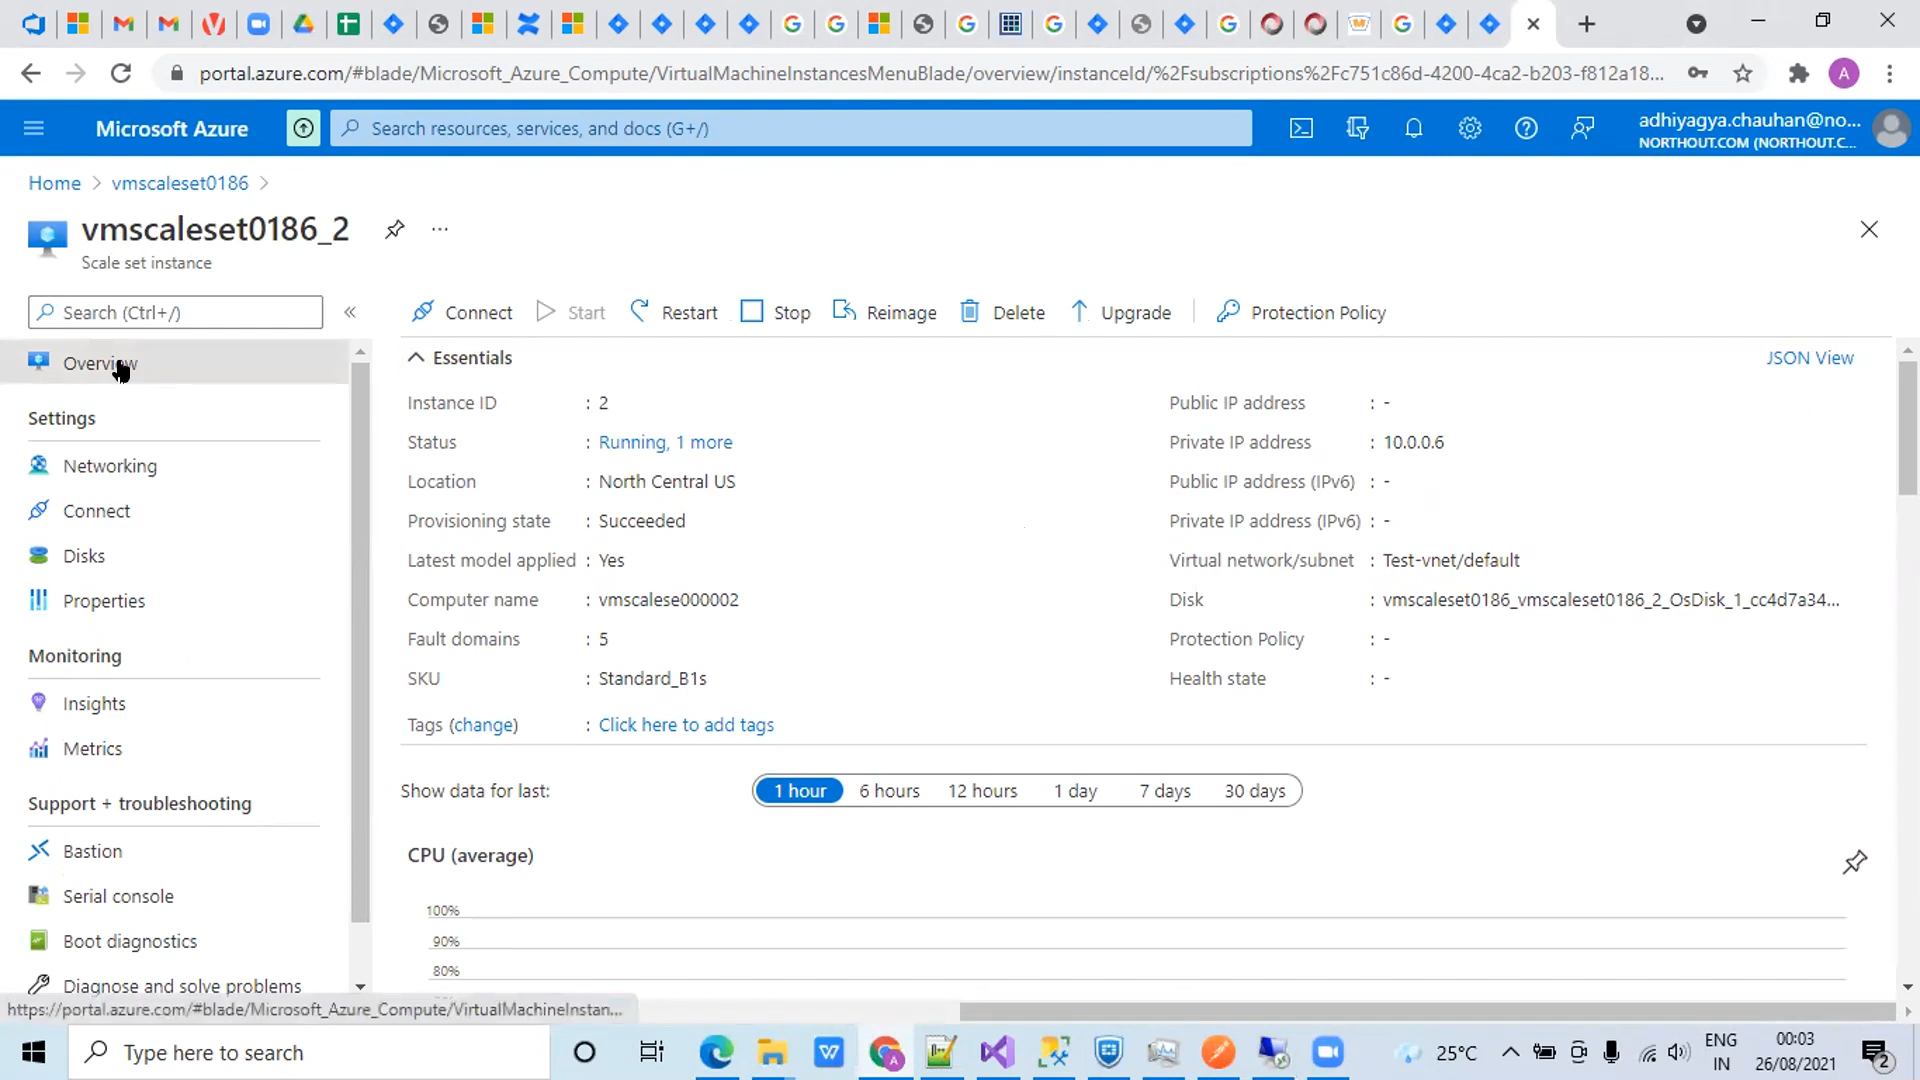 portal.azure.com/#blade/Microsoft_Azure_Compute/VirtualMachineInstancesMenuBlade/overview/instanceId/%2Fsubscriptions%2Fc751c86d-4200-4ca2-b203-f812a18...
A
Microsoft Azure
Search resources, services, and docs (G+/)
adhiyagya.chauhan@no...
NORTHOUT.COM (NORTHOUT.C...
Home > vmscaleset0186 >
vmscaleset0186_2
Scale set instance
Search (Ctrl+/)
Connect Start Restart Stop Reimage Delete Upgrade Protection Policy
Overview
Settings
Networking
Connect
Disks
Properties
Monitoring
Insights
Metrics
Support + troubleshooting
Bastion
Serial console
Boot diagnostics
Diagnose and solve problems
Essentials
JSON View
Instance ID : 2
Status : Running, 1 more
Location : North Central US
Provisioning state : Succeeded
Latest model applied : Yes
Computer name : vmscalese000002
Fault domains : 5
SKU : Standard_B1s
Tags (change) : Click here to add tags
Public IP address : -
Private IP address : 10.0.0.6
Public IP address (IPv6) : -
Private IP address (IPv6) : -
Virtual network/subnet : Test-vnet/default
Disk : vmscaleset0186_vmscaleset0186_2_OsDisk_1_cc4d7a34...
Protection Policy : -
Health state : -
Show data for last: 1 hour 6 hours 12 hours 1 day 7 days 30 days
CPU (average)
100%
90%
80%
https://portal.azure.com/#blade/Microsoft_Azure_Compute/VirtualMachineInstan...
Type here to search
25°C
ENG
IN
00:03
26/08/2021
2